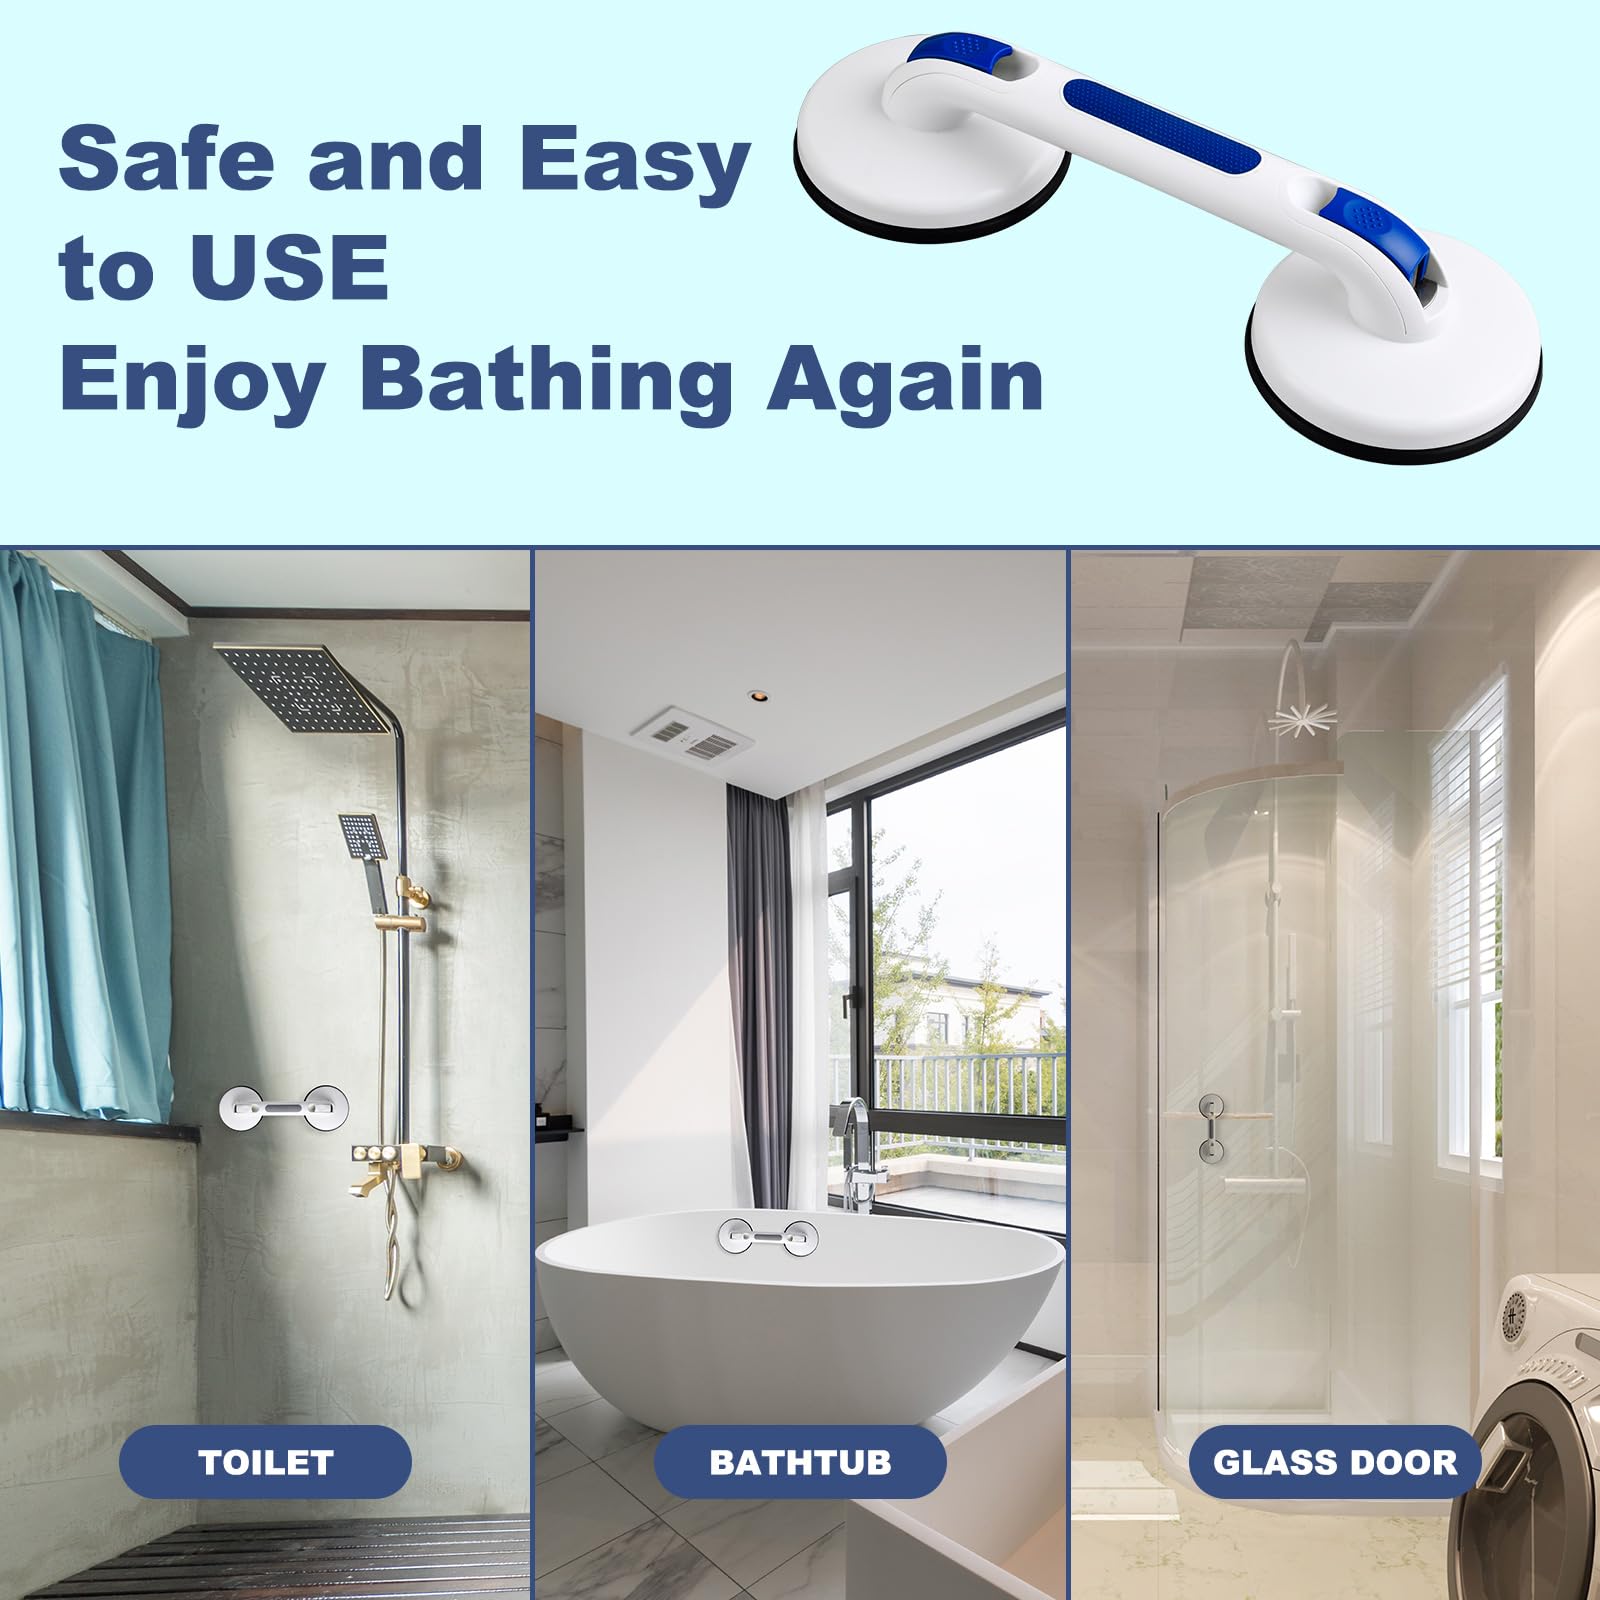 Safe and Easy
to USE
Enjoy Bathing Again
TOILET
BATHTUB
GLASS DOOR